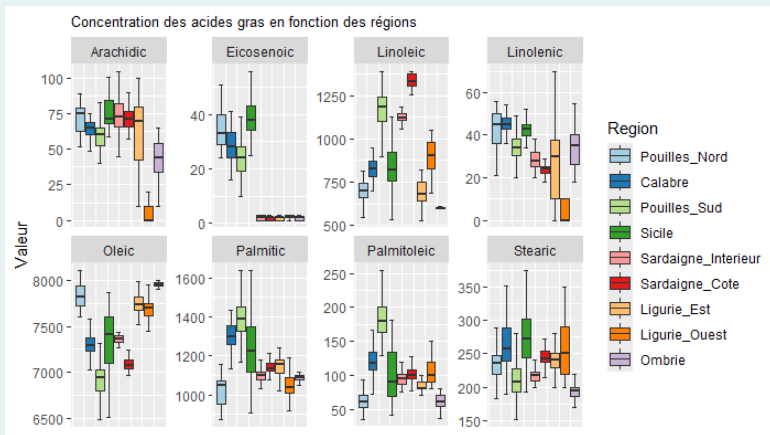 Concentration des acides gras en fonction des régions
Arachidic
Eicosenoic
Linoleic
Linolenic
100
75
50
25
0
40
20
0
1250
1000
750
500
60
40
20
0
Oleic
Palmitic
Palmitoleic
Stearic
8000
7500
7000
6500
1600
1400
1200
1000
250
200
150
100
50
350
300
250
200
150
Valeur
Region
Pouilles_Nord
Calabre
Pouilles_Sud
Sicile
Sardaigne_Interieur
Sardaigne_Cote
Ligurie_Est
Ligurie_Ouest
Ombrie